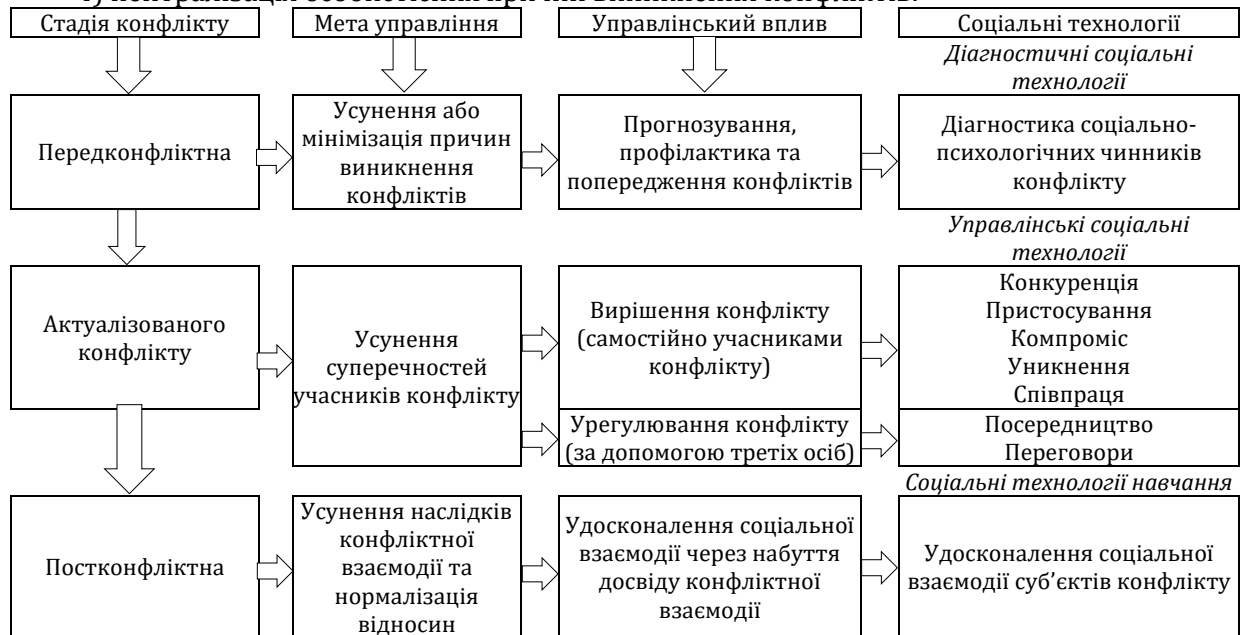 Стадія конфлікту
Мета управління
Управлінський вплив
Соціальні технології
Діагностичні соціальні
технології
Передконфліктна
Усунення або
мінімізація причин
виникнення
конфліктів
Прогнозування,
профілактика та
попередження конфліктів
Діагностика соціально-
психологічних чинників
конфлікту
Управлінські соціальні
технології
Актуалізованого
конфлікту
Усунення
суперечностей
учасників конфлікту
Вирішення конфлікту
(самостійно учасниками
конфлікту)
Конкуренція
Пристосування
Компроміс
Уникнення
Співпраця
Урегулювання конфлікту
(за допомогою третіх осіб)
Посередництво
Переговори
Соціальні технології навчання
Постконфліктна
Усунення наслідків
конфліктної
взаємодії та
нормалізація
відносин
Удосконалення соціальної
взаємодії через набуття
досвіду конфліктної
взаємодії
Удосконалення соціальної
взаємодії суб’єктів конфлікту